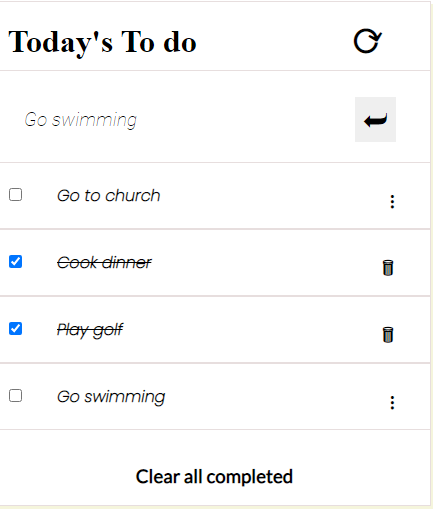 Today's To do
Go swimming
Go to church
Cook dinner
Play golf
Go swimming
Clear all completed